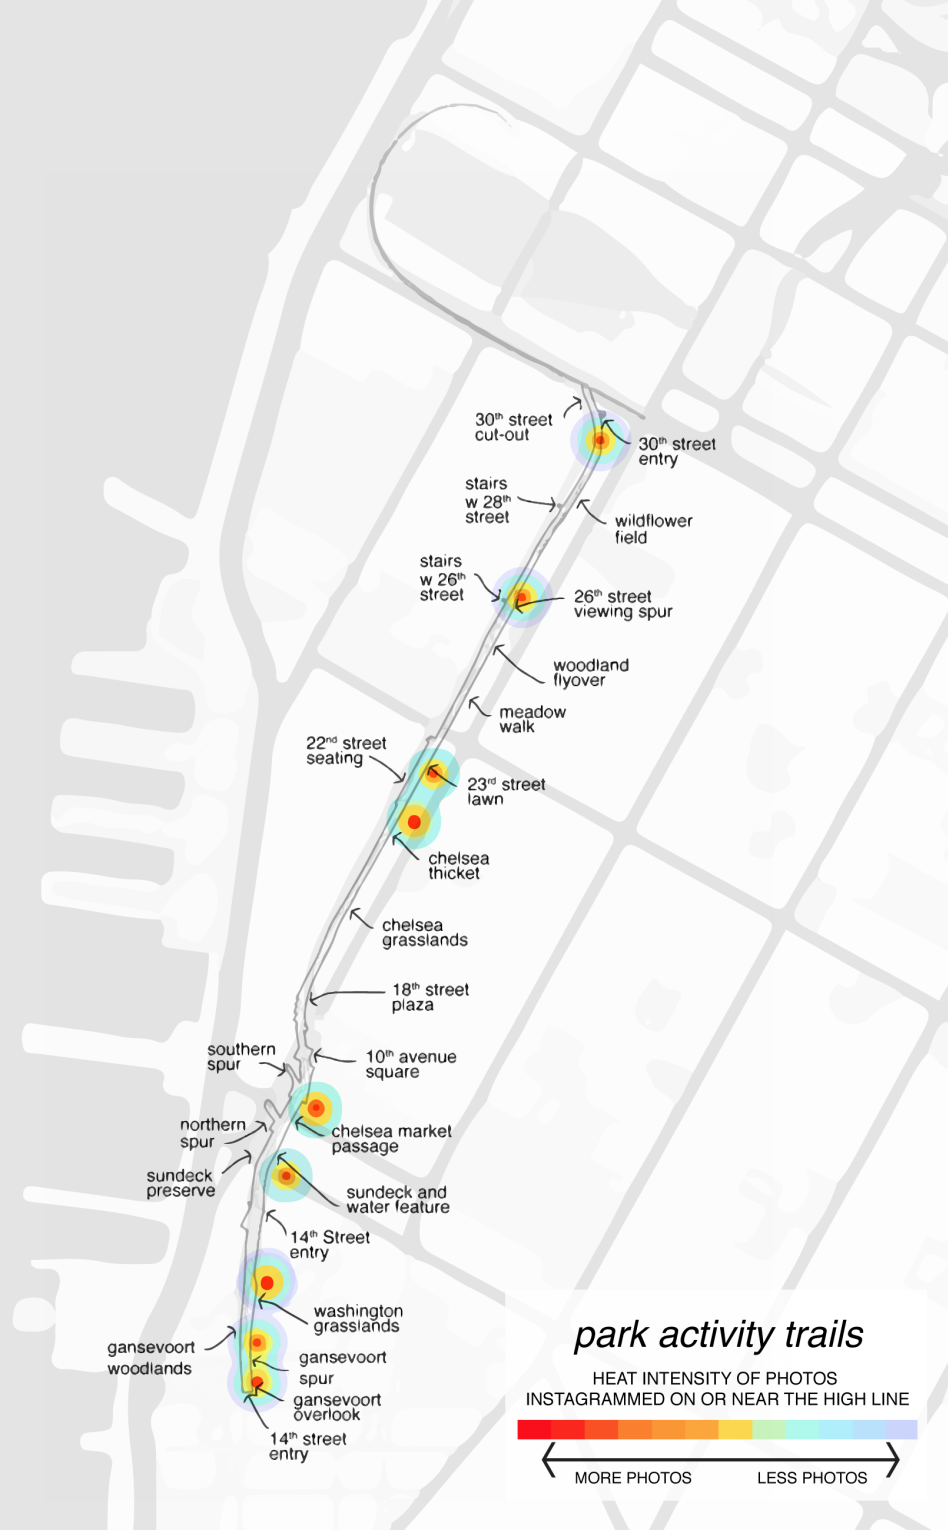 30th street
cut-out
30th street
entry
stairs
w 28th
street
wildflower
field
stairs
w 26th
street
26th street
viewing spur
woodland
flyover
meadow
walk
22nd street
seating
23rd street
lawn
chelsea
thicket
chelsea
grasslands
18th street
plaza
southern
spur
10th avenue
square
northern
spur
chelsea market
passage
sundeck
preserve
sundeck and
water feature
14th Street
entry
washington
grasslands
gansevoort
woodlands
gansevoort
spur
gansevoort
overlook
14th street
entry
park activity trails
HEAT INTENSITY OF PHOTOS
INSTAGRAMMED ON OR NEAR THE HIGH LINE
MORE PHOTOS
LESS PHOTOS